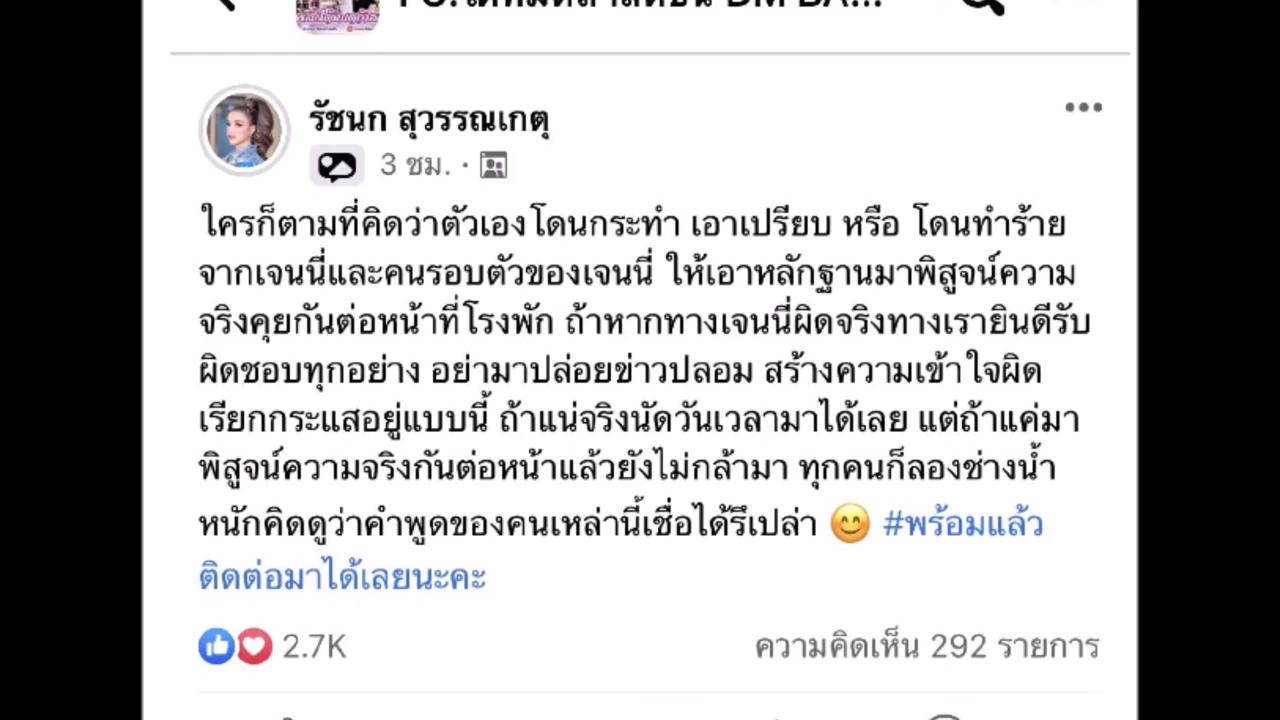 รัชนก สุวรรณเกตุ
3 ชม. ·
ใครก็ตามที่คิดว่าตัวเองโดนกระทำ เอาเปรียบ หรือ โดนทำร้าย
จากเจนนี่และคนรอบตัวของเจนนี่ ให้เอาหลักฐานมาพิสูจน์ความ
จริงคุยกันต่อหน้าที่โรงพัก ถ้าหากทางเจนนี่ผิดจริงทางเรายินดีรับ
ผิดชอบทุกอย่าง อย่ามาปล่อยข่าวปลอม สร้างความเข้าใจผิด
เรียกกระแสอยู่แบบนี้ ถ้าแน่จริงนัดวันเวลามาได้เลย แต่ถ้าแค่มา
พิสูจน์ความจริงกันต่อหน้าแล้วยังไม่กล้ามา ทุกคนก็ลองช่างน้ำ
หนักคิดดูว่าคำพูดของคนเหล่านี้เชื่อได้รึเปล่า 😊 #พร้อมแล้ว
ติดต่อมาได้เลยนะคะ
2.7K
ความคิดเห็น 292 รายการ